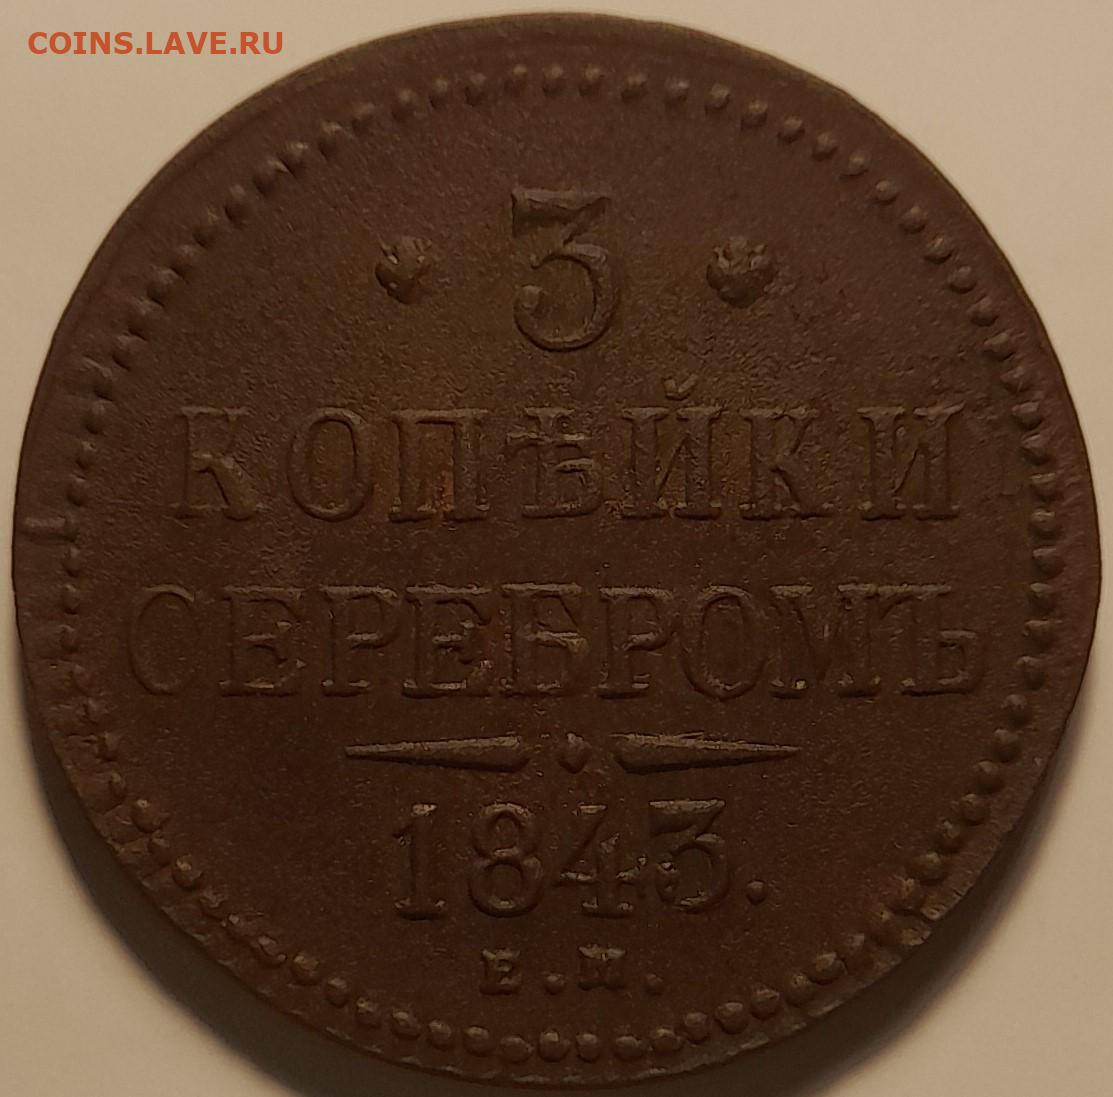 COINS.LAVE.RU
3
КОПѢЙКИ
СЕРЕБРОМЪ
1843.
Е.М.